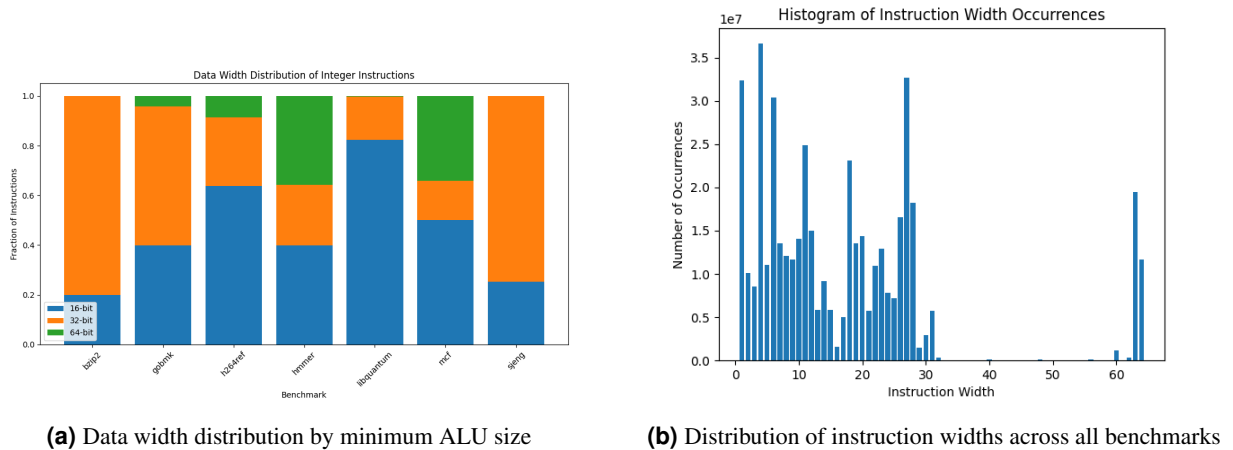 Data Width Distribution of Integer Instructions
Fraction of Instructions
1.0
0.8
0.6
0.4
0.2
0.0
16-bit
32-bit
64-bit
bzip2
gobmk
h264ref
hmmer
libquantum
mcf
sjeng
Benchmark
(a) Data width distribution by minimum ALU size
Histogram of Instruction Width Occurrences
1e7
Number of Occurrences
3.5
3.0
2.5
2.0
1.5
1.0
0.5
0.0
0 10 20 30 40 50 60
Instruction Width
(b) Distribution of instruction widths across all benchmarks